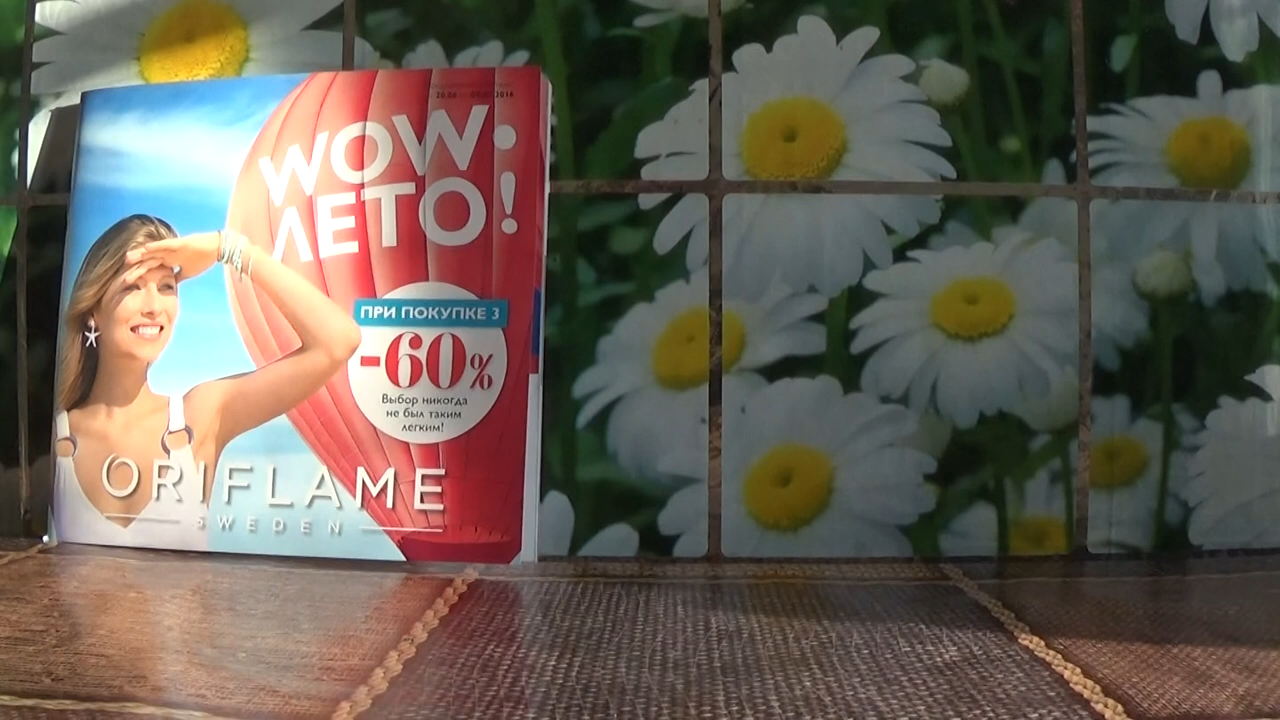 WOW:
ЛЕТО!
ПРИ ПОКУПКЕ 3
-60%
Выбор никогда
не был таким
легким!
ORIFLAME
SWEDEN